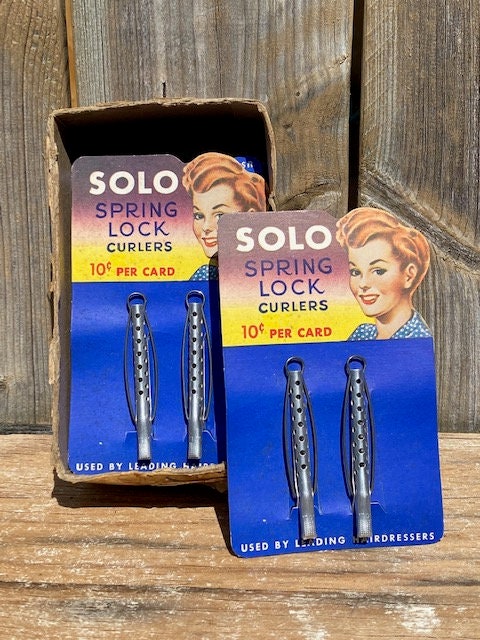 SOLO
SPRING
LOCK
CURLERS
10¢ PER CARD
USED BY LEADING
SOLO
SPRING
LOCK
CURLERS
10¢ PER CARD
USED BY LEADING HAIRDRESSERS